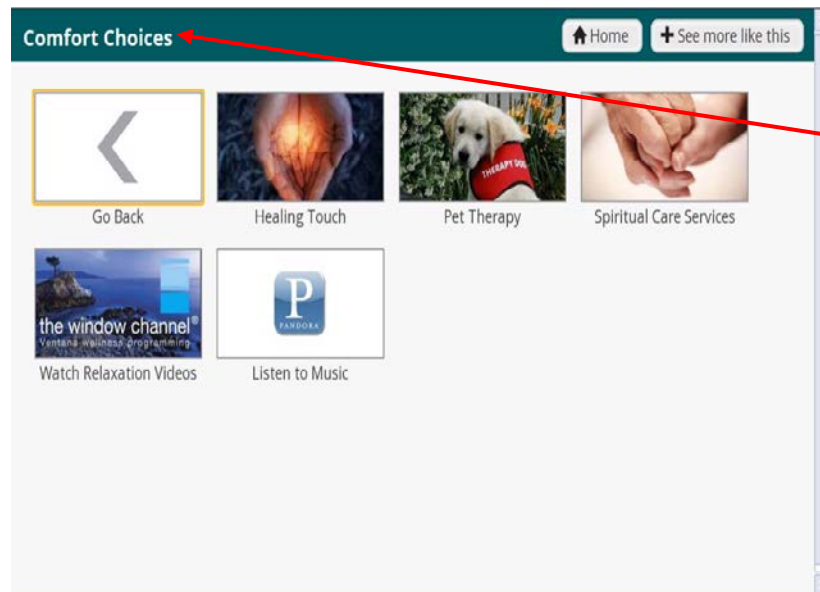 Comfort Choices
Home
+ See more like this
Go Back
Healing Touch
THERAPY DOG
Pet Therapy
Spiritual Care Services
the window channel®
Ventana wellness programming
Watch Relaxation Videos
P
PANDORA
Listen to Music